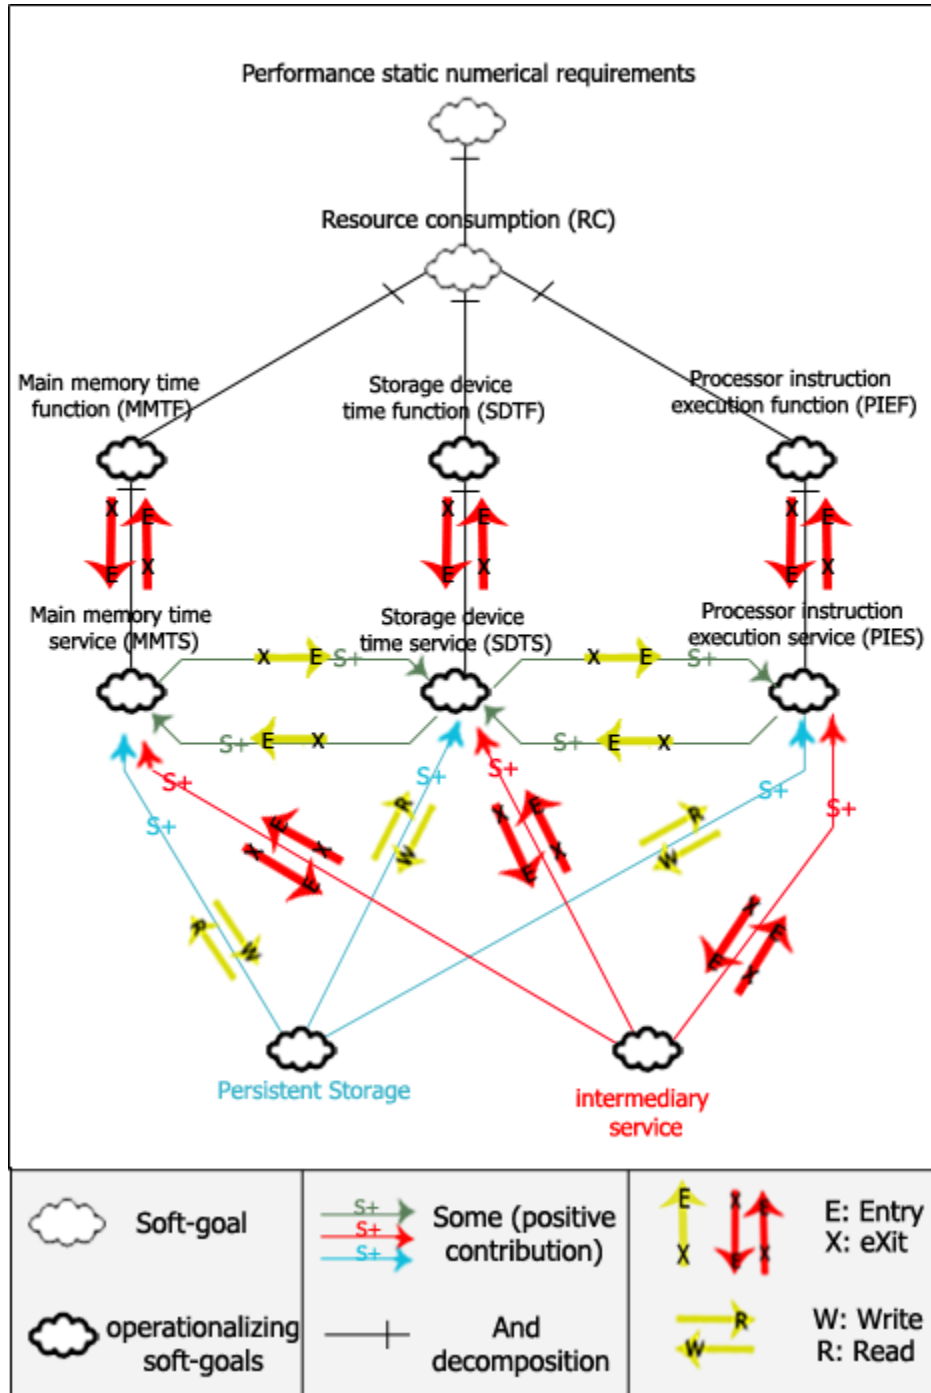 Performance static numerical requirements
Resource consumption (RC)
Main memory time
function (MMTF)
Storage device
time function (SDTF)
Processor instruction
execution function (PIEF)
X
E
E
X
X
E
E
X
X
E
E
X
Main memory time
service (MMTS)
Storage device
time service (SDTS)
Processor instruction
execution service (PIES)
X E S+
X E S+
S+ E X
S+ E X
S+
S+
S+
S+
S+
S+
E
X
X
E
R
W
X
E
E
X
R
W
R
W
X
E
E
X
Persistent Storage
intermediary
service
Soft-goal
operationalizing
soft-goals
S+
S+
S+
Some (positive
contribution)
And
decomposition
E
X
X
E
E
X
E: Entry
X: eXit
R
W
W: Write
R: Read